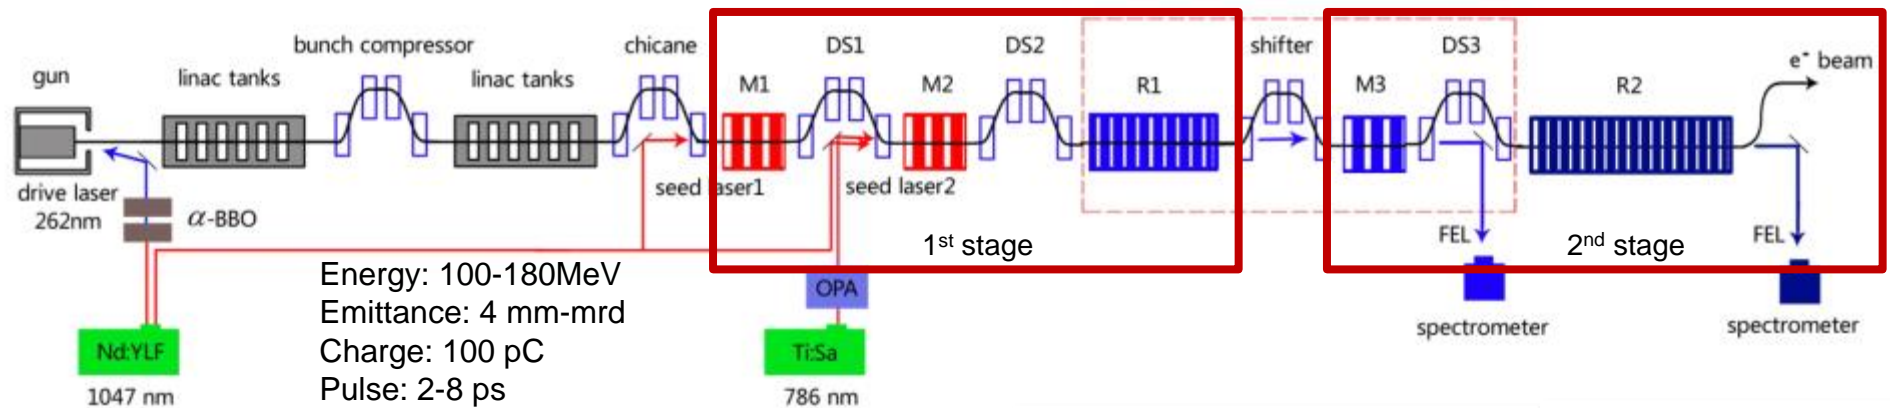 bunch compressor
chicane
DS1
DS2
shifter
DS3
gun
linac tanks
linac tanks
M1
M2
R1
M3
R2
e- beam
drive laser
262nm
α-BBO
seed laser1
seed laser2
1st stage
FEL
2nd stage
FEL
Energy: 100-180MeV
Emittance: 4 mm-mrd
Charge: 100 pC
Pulse: 2-8 ps
OPA
spectrometer
spectrometer
Nd:YLF
Ti:Sa
1047 nm
786 nm